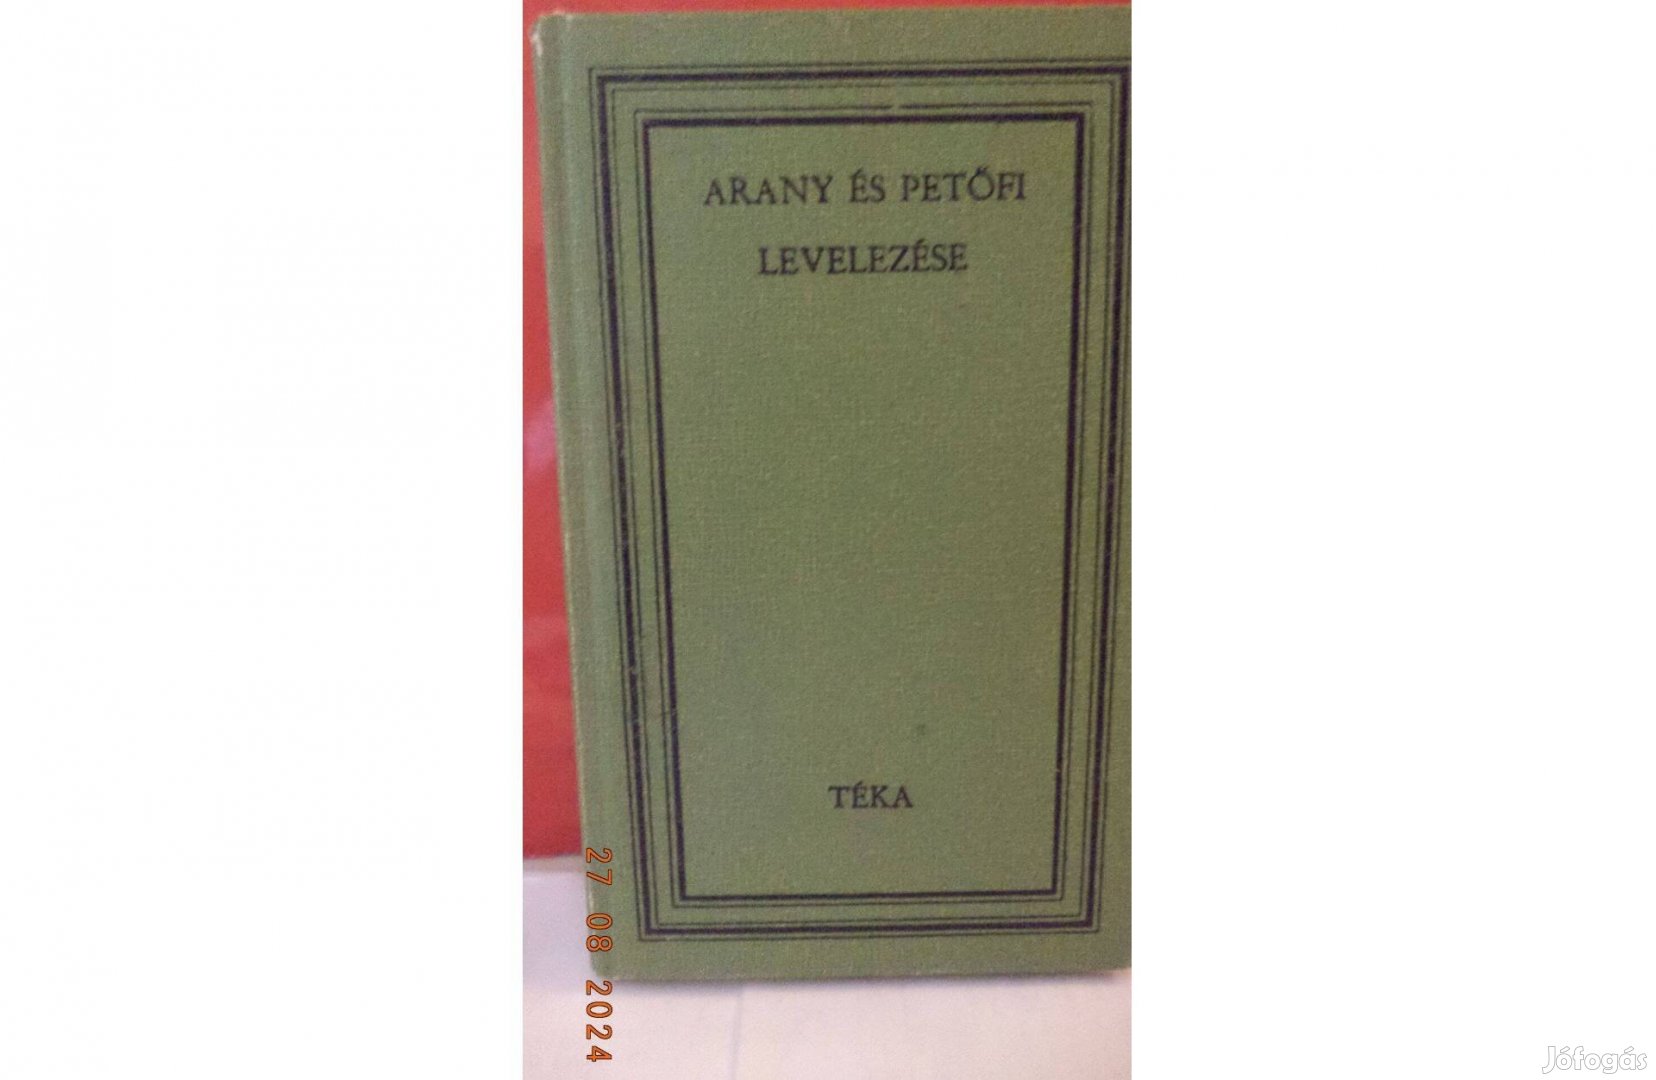 ARANY ÉS PETŐFI
LEVELEZÉSE
TÉKA
27 08 2024
Jófogás